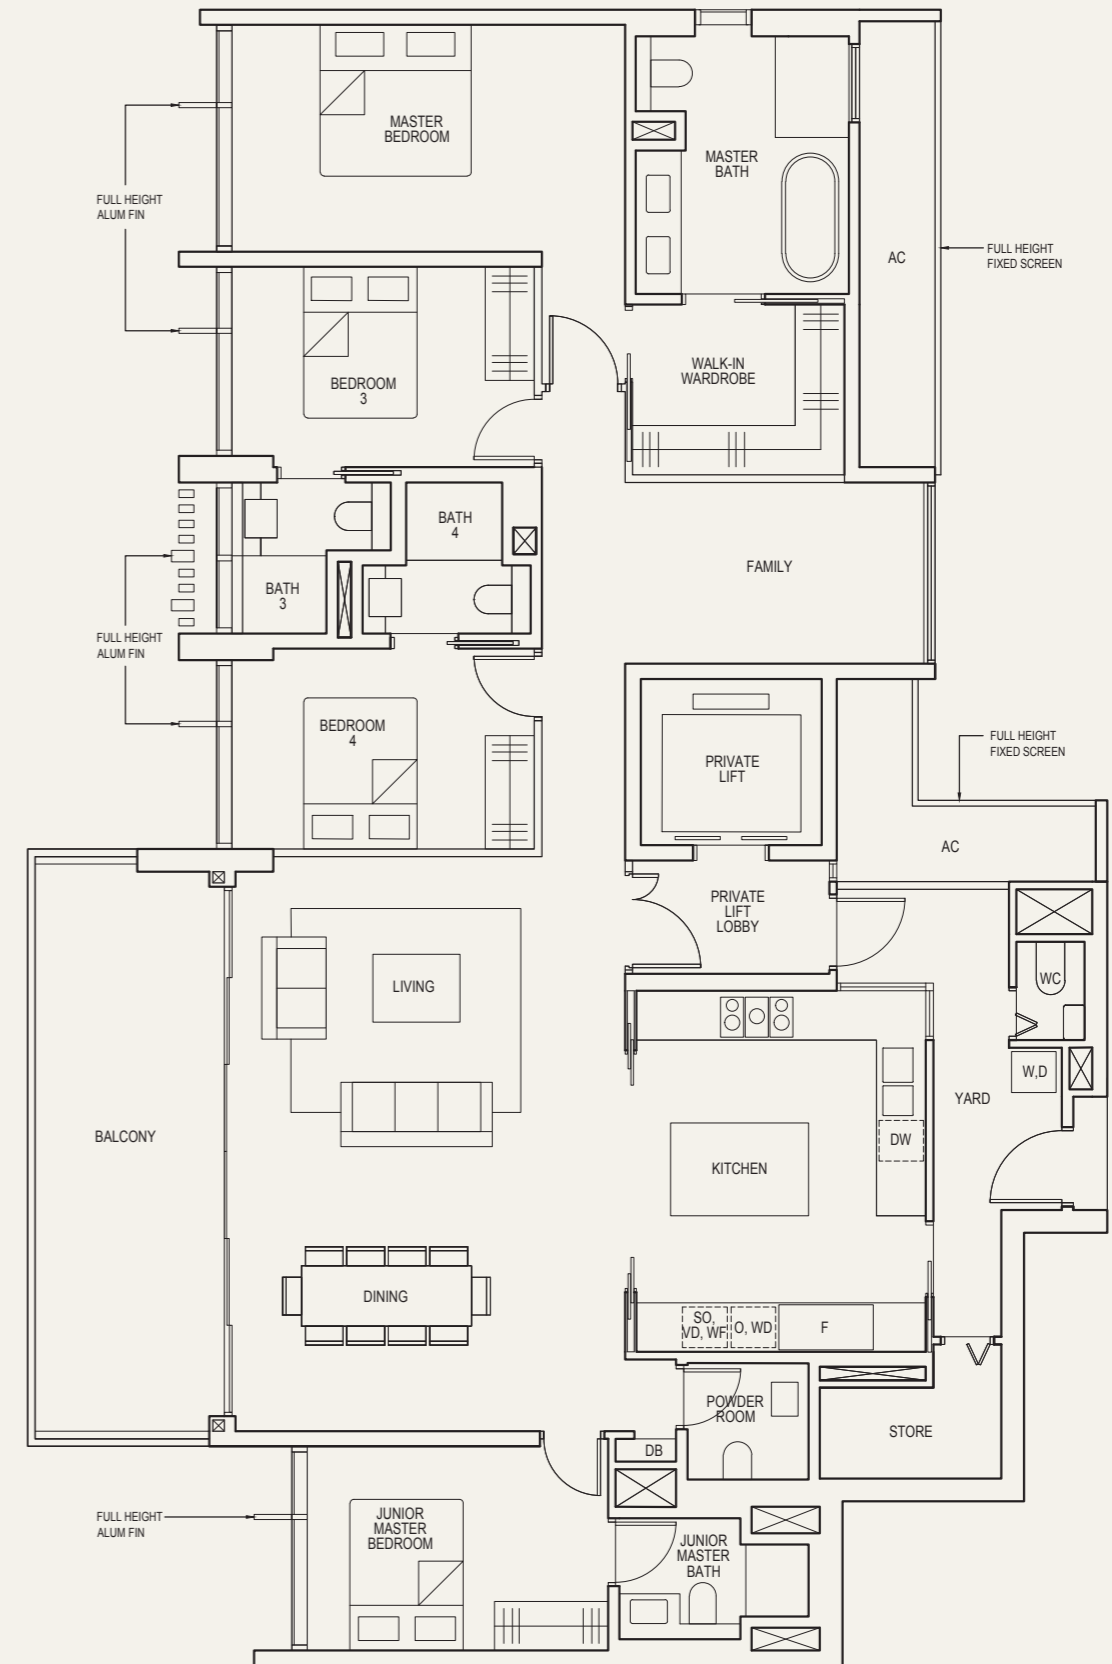 MASTER
BEDROOM
MASTER
BATH
FULL HEIGHT
ALUM FIN
AC
FULL HEIGHT
FIXED SCREEN
BEDROOM
3
WALK-IN
WARDROBE
BATH
4
BATH
3
FAMILY
FULL HEIGHT
ALUM FIN
BEDROOM
4
PRIVATE
LIFT
FULL HEIGHT
FIXED SCREEN
AC
PRIVATE
LIFT
LOBBY
LIVING
WC
W,D
YARD
BALCONY
DW
KITCHEN
DINING
SO,
VD, WF
O, WD
F
POWDER
ROOM
STORE
DB
FULL HEIGHT
ALUM FIN
JUNIOR
MASTER
BEDROOM
JUNIOR
MASTER
BATH